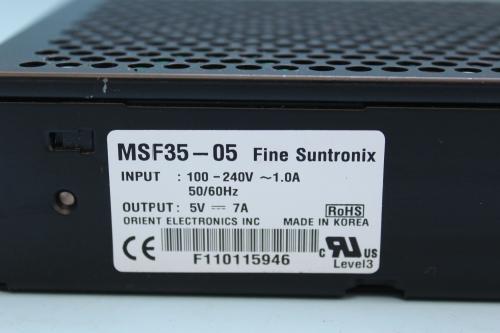 MSF35-05 Fine Suntronix
INPUT : 100-240V ~1.0A
50/60Hz
OUTPUT: 5V ⎓ 7A
RoHS
ORIENT ELECTRONICS INC MADE IN KOREA
CE
F110115946
C RU US
Level3